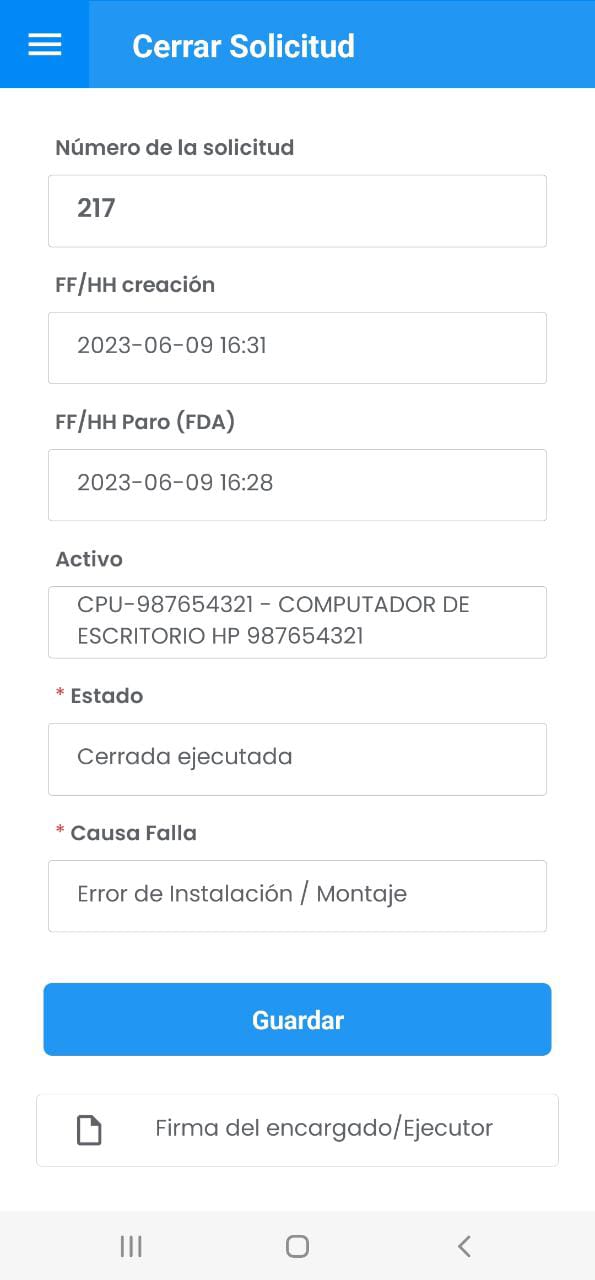 Cerrar Solicitud
Número de la solicitud
217
FF/HH creación
2023-06-09 16:31
FF/HH Paro (FDA)
2023-06-09 16:28
Activo
CPU-987654321 - COMPUTADOR DE
ESCRITORIO HP 987654321
* Estado
Cerrada ejecutada
* Causa Falla
Error de Instalación / Montaje
Guardar
Firma del encargado/Ejecutor